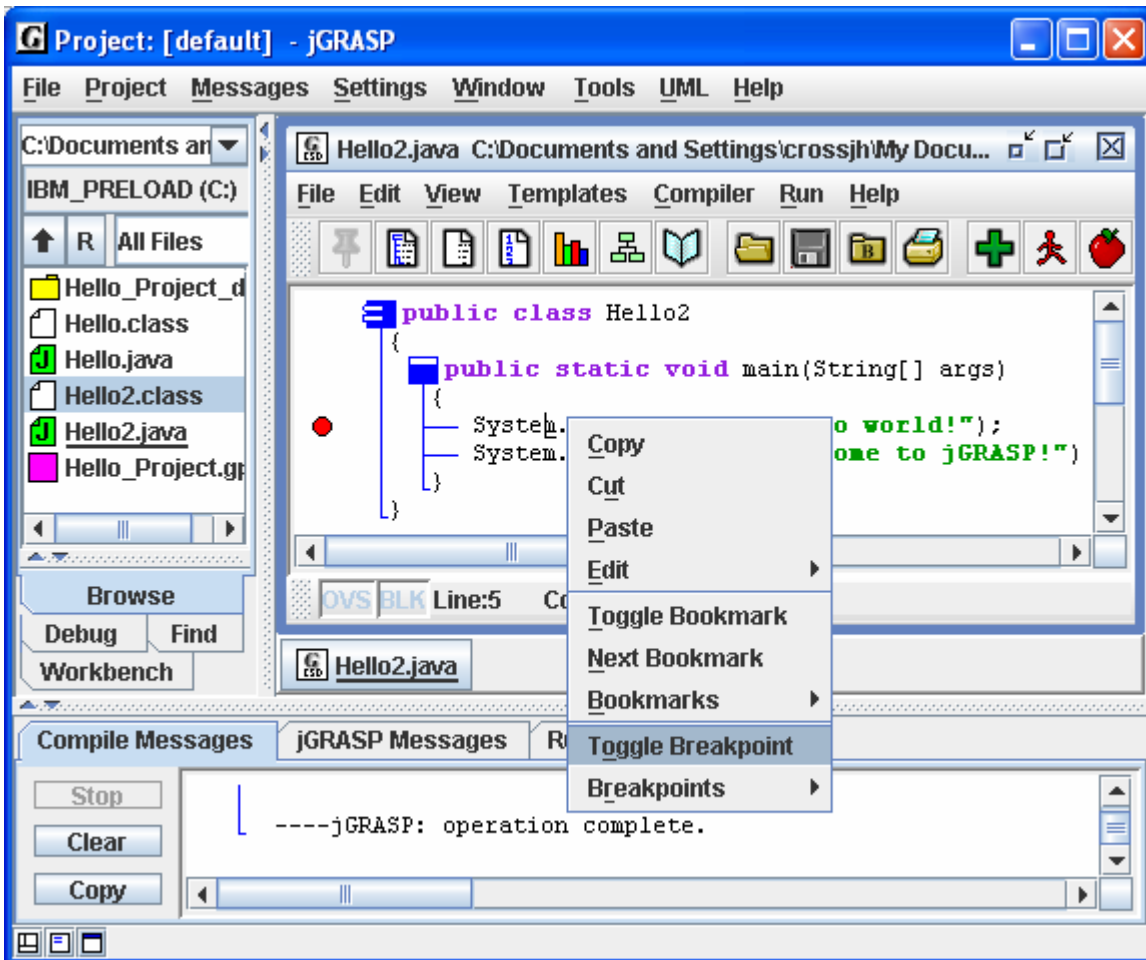 Project: [default] - jGRASP
File Project Messages Settings Window Tools UML Help
C:\Documents an
IBM_PRELOAD (C:)
R All Files
Hello_Project_d
Hello.class
Hello.java
Hello2.class
Hello2.java
Hello_Project.gp
Browse
Debug Find
Workbench
Hello2.java C:\Documents and Settings\crossjh\My Docu...
File Edit View Templates Compiler Run Help
public class Hello2
{
public static void main(String[] args)
{
System. o world!");
System. ome to jGRASP!")
}
}
OVS BLK Line:5 Co
Hello2.java
Copy
Cut
Paste
Edit
Toggle Bookmark
Next Bookmark
Bookmarks
Toggle Breakpoint
Breakpoints
Compile Messages jGRASP Messages
Stop
Clear
Copy
----jGRASP: operation complete.